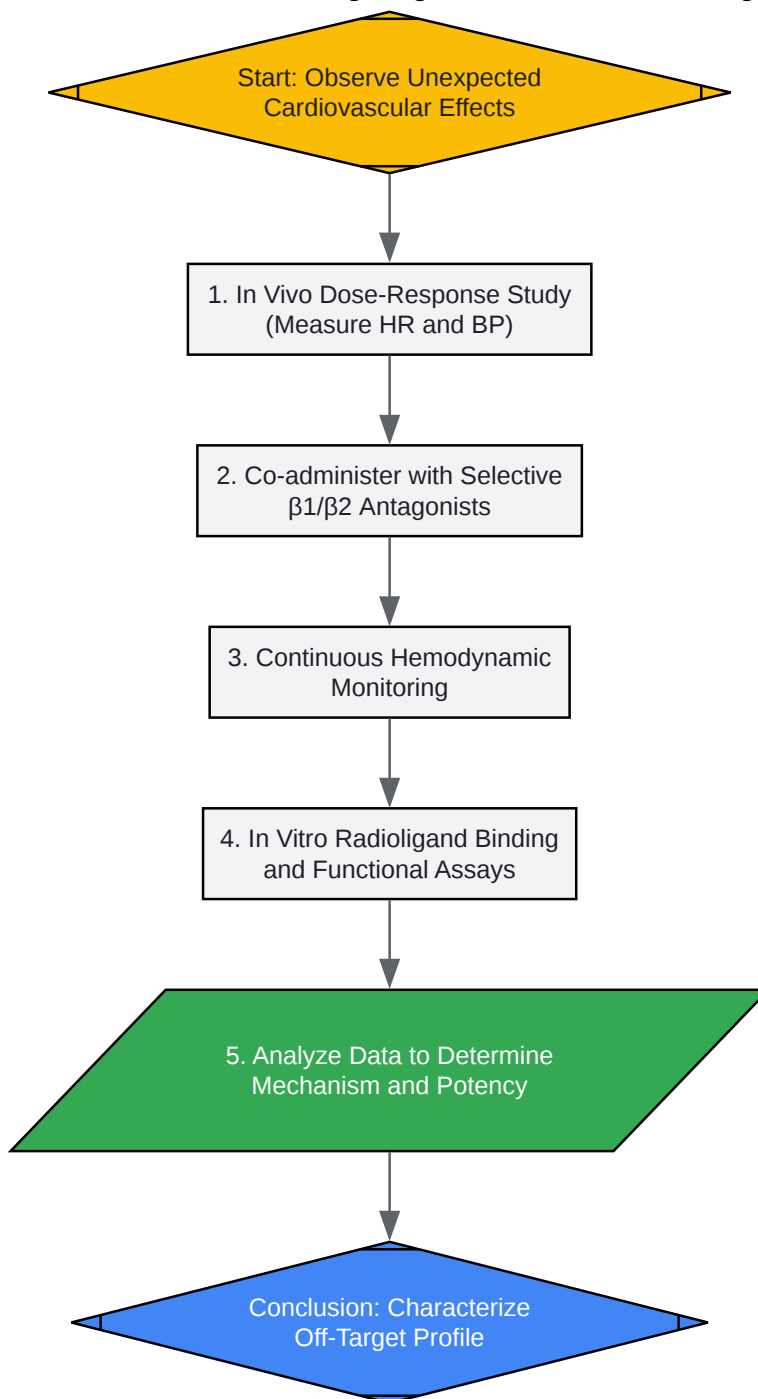 Start: Observe Unexpected
Cardiovascular Effects
1. In Vivo Dose-Response Study
(Measure HR and BP)
2. Co-administer with Selective
β1/β2 Antagonists
3. Continuous Hemodynamic
Monitoring
4. In Vitro Radioligand Binding
and Functional Assays
5. Analyze Data to Determine
Mechanism and Potency
Conclusion: Characterize
Off-Target Profile